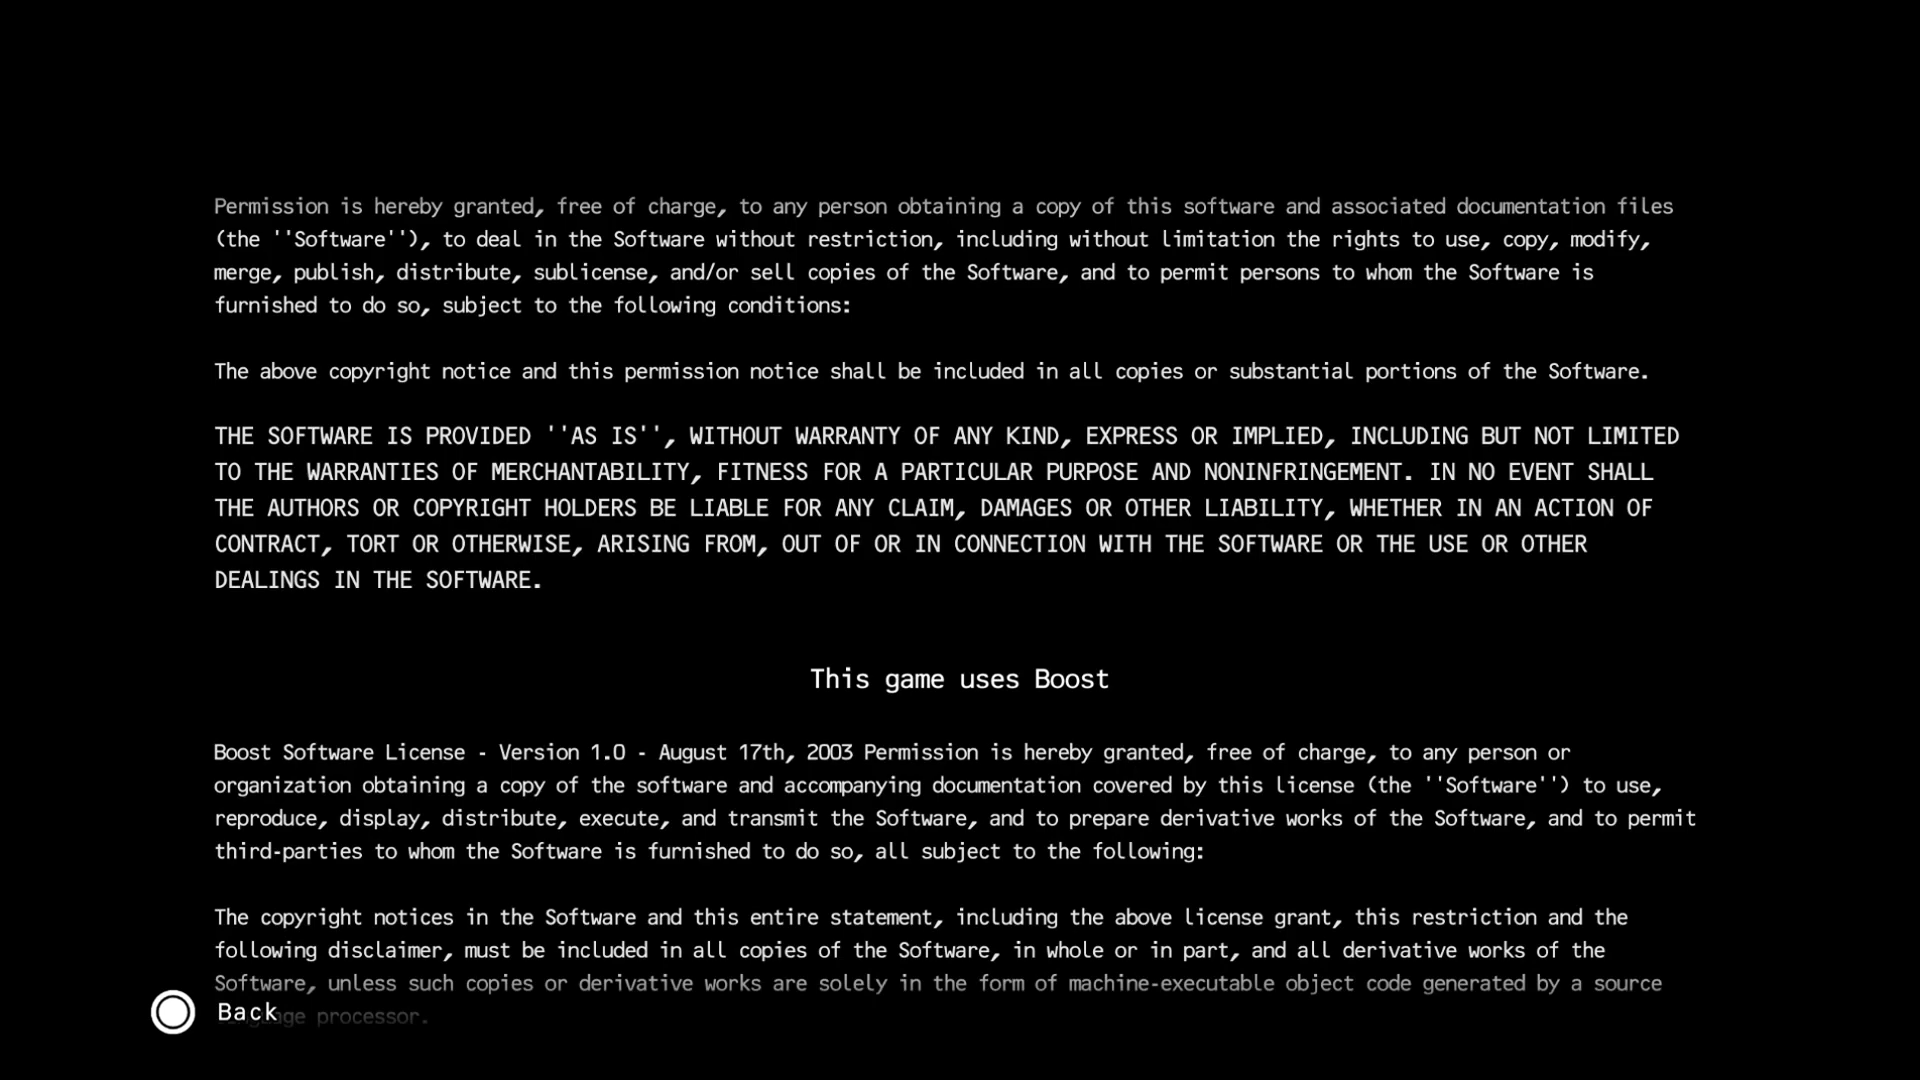 Permission is hereby granted, free of charge, to any person obtaining a copy of this software and associated documentation files
(the ''Software''), to deal in the Software without restriction, including without limitation the rights to use, copy, modify,
merge, publish, distribute, sublicense, and/or sell copies of the Software, and to permit persons to whom the Software is
furnished to do so, subject to the following conditions:
The above copyright notice and this permission notice shall be included in all copies or substantial portions of the Software.
THE SOFTWARE IS PROVIDED ''AS IS'', WITHOUT WARRANTY OF ANY KIND, EXPRESS OR IMPLIED, INCLUDING BUT NOT LIMITED
TO THE WARRANTIES OF MERCHANTABILITY, FITNESS FOR A PARTICULAR PURPOSE AND NONINFRINGEMENT. IN NO EVENT SHALL
THE AUTHORS OR COPYRIGHT HOLDERS BE LIABLE FOR ANY CLAIM, DAMAGES OR OTHER LIABILITY, WHETHER IN AN ACTION OF
CONTRACT, TORT OR OTHERWISE, ARISING FROM, OUT OF OR IN CONNECTION WITH THE SOFTWARE OR THE USE OR OTHER
DEALINGS IN THE SOFTWARE.
This game uses Boost
Boost Software License - Version 1.0 - August 17th, 2003 Permission is hereby granted, free of charge, to any person or
organization obtaining a copy of the software and accompanying documentation covered by this license (the ''Software'') to use,
reproduce, display, distribute, execute, and transmit the Software, and to prepare derivative works of the Software, and to permit
third-parties to whom the Software is furnished to do so, all subject to the following:
The copyright notices in the Software and this entire statement, including the above license grant, this restriction and the
following disclaimer, must be included in all copies of the Software, in whole or in part, and all derivative works of the
Software, unless such copies or derivative works are solely in the form of machine-executable object code generated by a source
processor.
Back